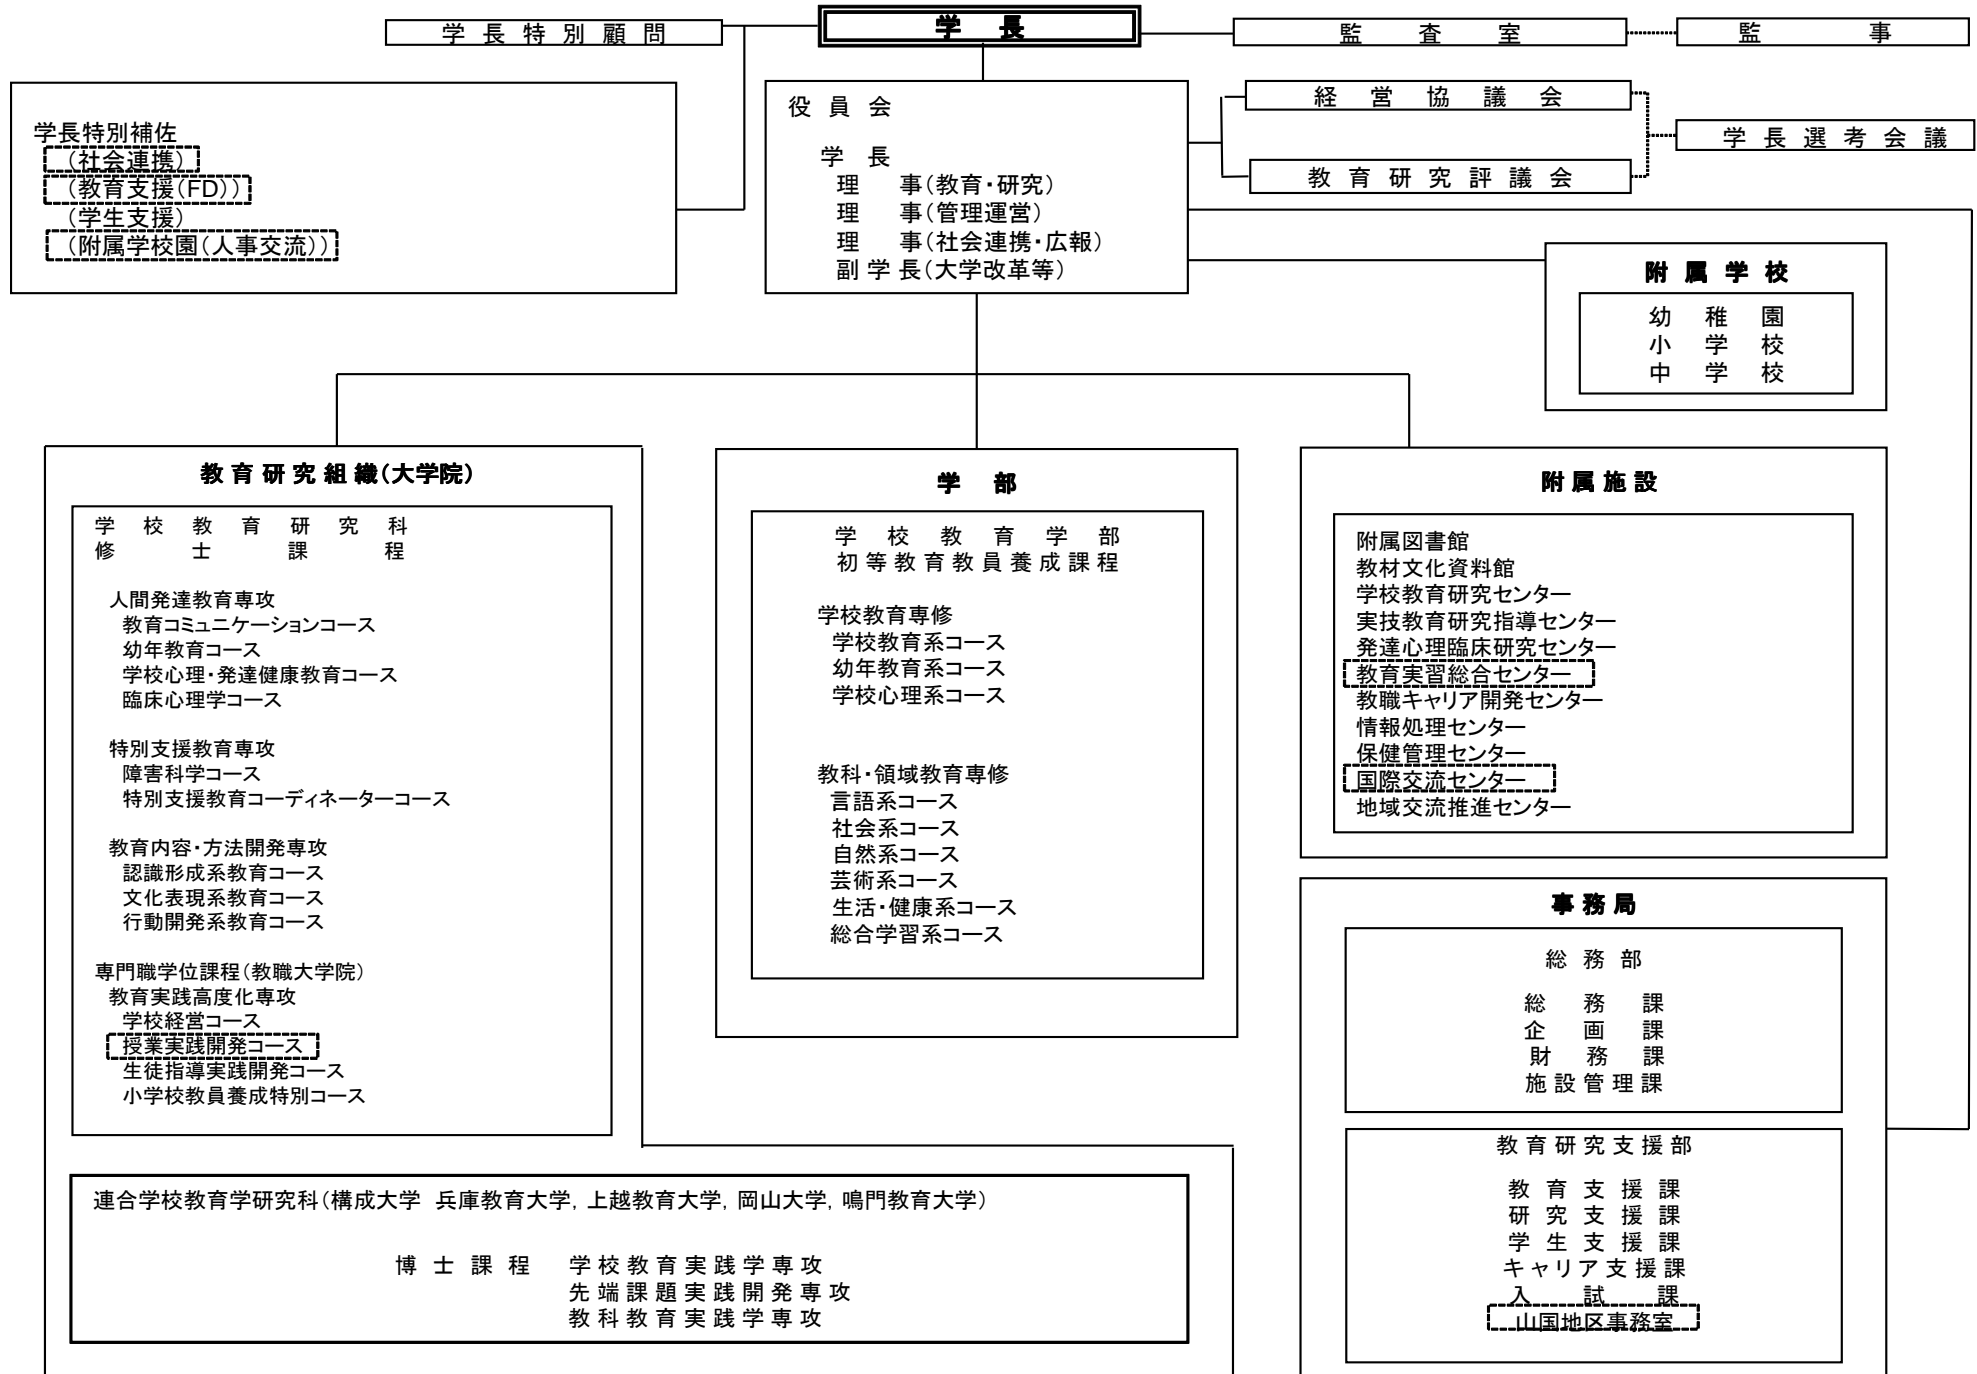 学長特別顧問
学長
監査室
監事
学長特別補佐
(社会連携)
(教育支援(FD))
(学生支援)
(附属学校園(人事交流))
役員会
学長
理事(教育・研究)
理事(管理運営)
理事(社会連携・広報)
副学長(大学改革等)
経営協議会
教育研究評議会
学長選考会議
附属学校
幼稚園
小学校
中学校
教育研究組織(大学院)
学校教育研究科
修士課程
人間発達教育専攻
教育コミュニケーションコース
幼年教育コース
学校心理・発達健康教育コース
臨床心理学コース
特別支援教育専攻
障害科学コース
特別支援教育コーディネーターコース
教育内容・方法開発専攻
認識形成系教育コース
文化表現系教育コース
行動開発系教育コース
専門職学位課程(教職大学院)
教育実践高度化専攻
学校経営コース
授業実践開発コース
生徒指導実践開発コース
小学校教員養成特別コース
連合学校教育学研究科(構成大学 兵庫教育大学, 上越教育大学, 岡山大学, 鳴門教育大学)
博士課程 学校教育実践学専攻
先端課題実践開発専攻
教科教育実践学専攻
学部
学校教育学部
初等教育教員養成課程
学校教育専修
学校教育系コース
幼年教育系コース
学校心理系コース
教科・領域教育専修
言語系コース
社会系コース
自然系コース
芸術系コース
生活・健康系コース
総合学習系コース
附属施設
附属図書館
教材文化資料館
学校教育研究センター
実技教育研究指導センター
発達心理臨床研究センター
教育実習総合センター
教職キャリア開発センター
情報処理センター
保健管理センター
国際交流センター
地域交流推進センター
事務局
総務部
総務課
企画課
財務課
施設管理課
教育研究支援部
教育支援課
研究支援課
学生支援課
キャリア支援課
入試課
山国地区事務室